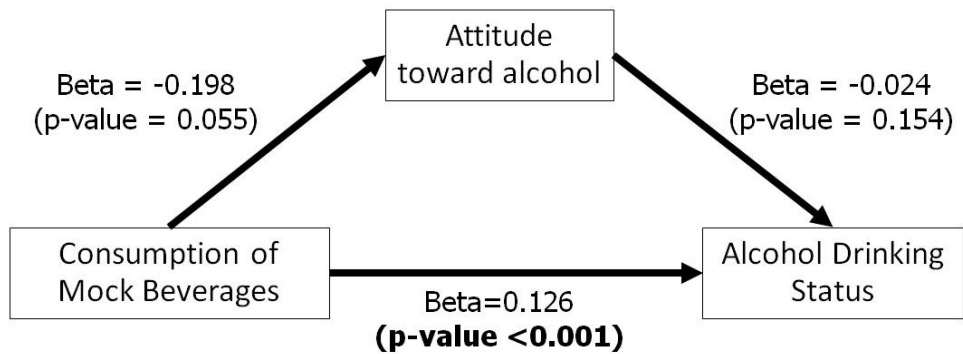 Attitude
toward alcohol
Beta = -0.198
(p-value = 0.055)
Beta = -0.024
(p-value = 0.154)
Consumption of
Mock Beverages
Alcohol Drinking
Status
Beta=0.126
(p-value <0.001)